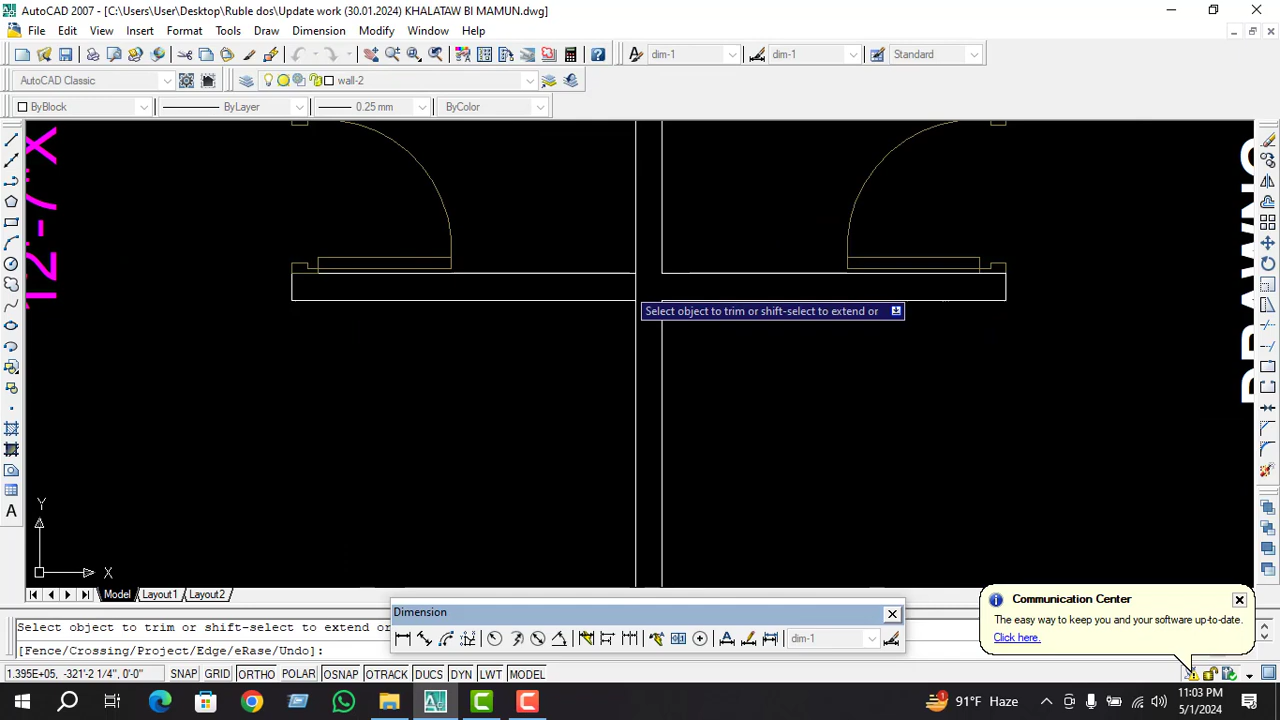 AutoCAD 2007 - [C:\Users\User\Desktop\Ruble dos\Update work (30.01.2024) KHALATAW BI MAMUN.dwg]
File Edit View Insert Format Tools Draw Dimension Modify Window Help
dim-1 dim-1 Standard
AutoCAD Classic wall-2
ByBlock ByLayer 0.25 mm ByColor
12-7"X
Select object to trim or shift-select to extend or
Y
X
Model Layout1 Layout2
Dimension
dim-1
Communication Center
The easy way to keep you and your software up-to-date.
Click here.
Select object to trim or shift-select to extend or
[Fence/Crossing/Project/Edge/eRase/Undo]:
1.395E+05, -321'-2 1/4", 0'-0" SNAP GRID ORTHO POLAR OSNAP OTRACK DUCS DYN LWT MODEL
91°F Haze
11:03 PM
5/1/2024